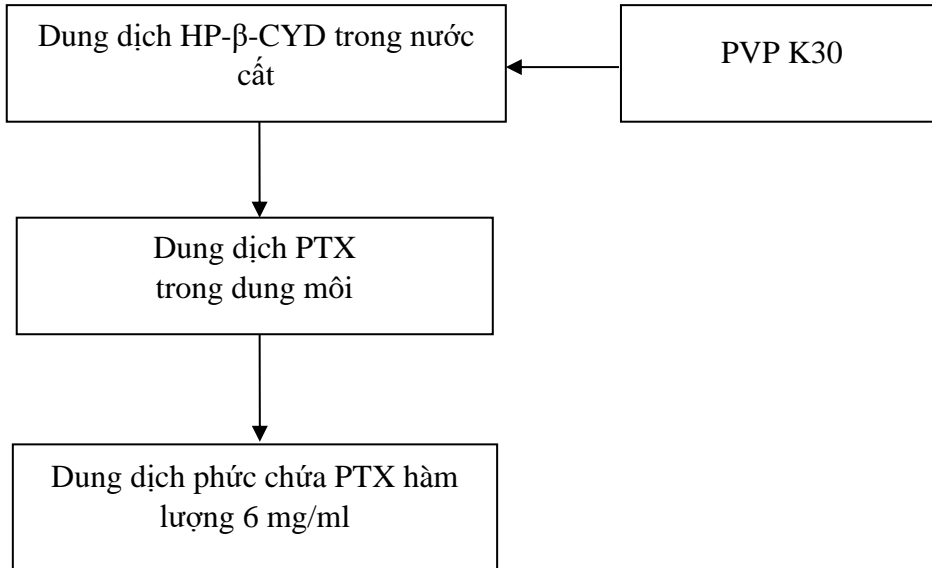 Dung dịch HP-β-CYD trong nước
cất
PVP K30
Dung dịch PTX
trong dung môi
Dung dịch phức chứa PTX hàm
lượng 6 mg/ml